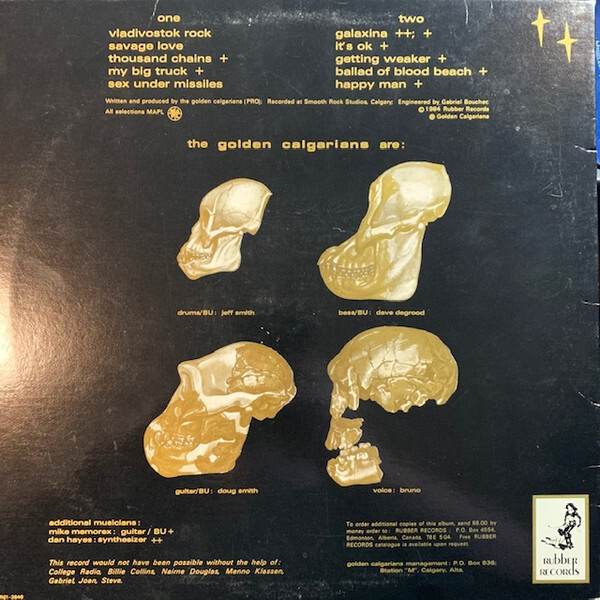 one
vladivostok rock
savage love
thousand chains +
my big truck +
sex under missiles
two
galaxina ++; +
it's ok +
getting weaker +
ballad of blood beach +
happy man +
Written and produced by the golden calgarians (PRO); Recorded at Smooth Rock Studios, Calgary; Engineered by Gabriel Bouchec
All selections MAPL
© 1984 Rubber Records
© Golden Calgarians
the golden calgarians are:
drums/BU: jeff smith
bass/BU: dave degrood
guitar/BU: doug smith
voice: bruno
additional musicians:
mike memorex: guitar / BU +
dan hayes: synthesizer ++
This record would not have been possible without the help of:
College Radio, Billie Collins, Naime Douglas, Menno Klassen,
Gabriel, Joan, Steve.
To order additional copies of this album, send $8.00 by
money order to: RUBBER RECORDS: P.O. Box 4554,
Edmonton, Alberta, Canada, T6E 5G4. Free RUBBER
RECORDS catalogue is available upon request.
golden calgarians management: P.O. Box 936;
Station "M", Calgary, Alta.
RUBBER
RECORDS